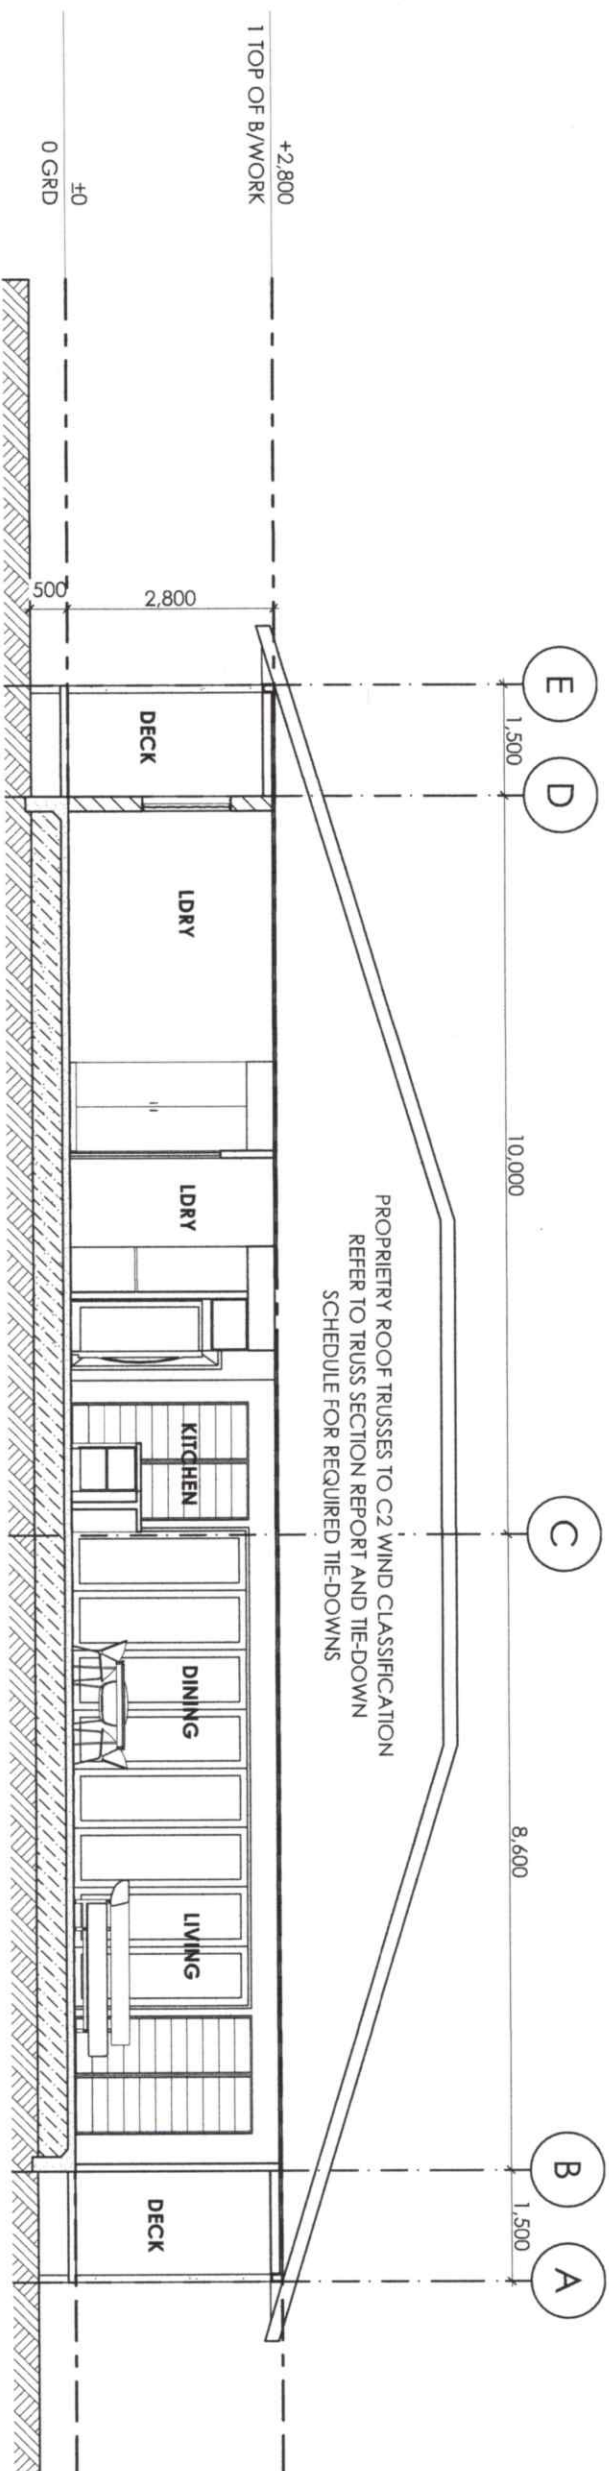 E
D
C
B
A
1,500
10,000
8,600
1,500
PROPRIETRY ROOF TRUSSES TO C2 WIND CLASSIFICATION
REFER TO TRUSS SECTION REPORT AND TIE-DOWN
SCHEDULE FOR REQUIRED TIE-DOWNS
+2,800
1 TOP OF B/WORK
2,800
DECK
LDRY
LDRY
KITCHEN
DINING
LIVING
DECK
±0
0 GRD
500